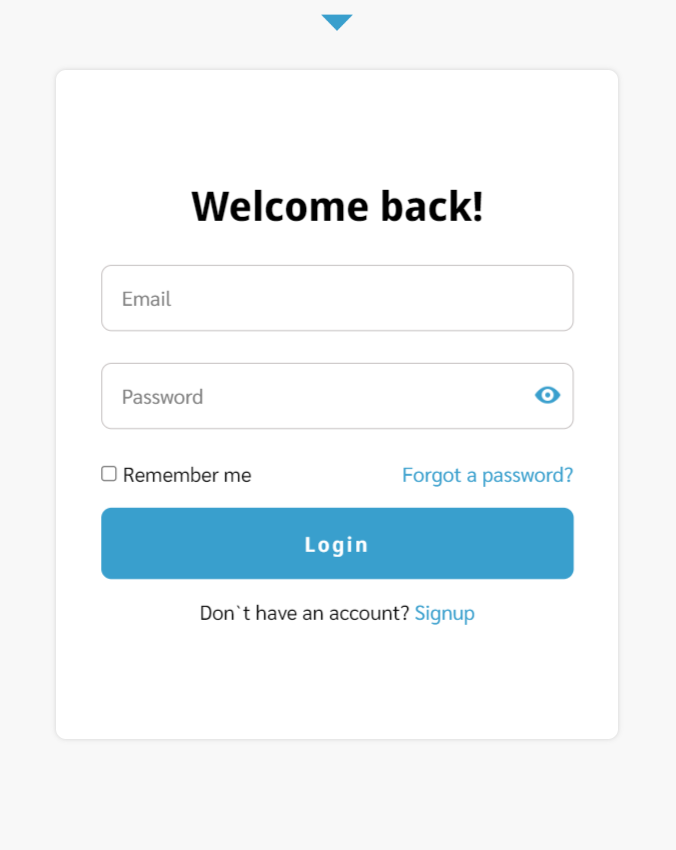 Welcome back!
Email
Password
Remember me Forgot a password?
Login
Don`t have an account? Signup